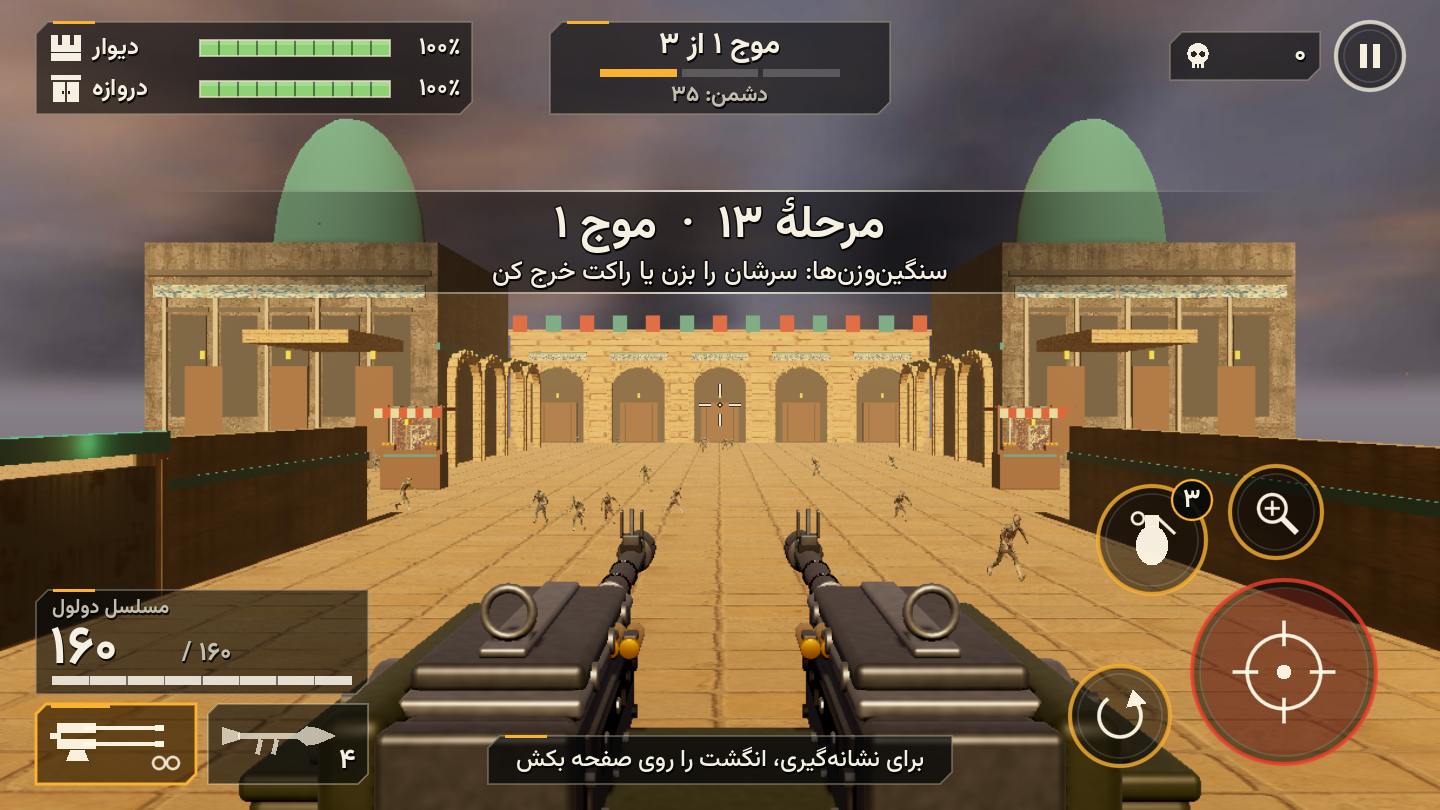 دیوار ۱۰۰٪
دروازه ۱۰۰٪
موج ۱ از ۳
دشمن: ۳۵
۰
مرحلهٔ ۱۳ · موج ۱
سنگین‌وزن‌ها: سرشان را بزن یا راکت خرج کن
۳
مسلسل دولول
۱۶۰ / ۱۶۰
∞
۴
برای نشانه‌گیری، انگشت را روی صفحه بکش